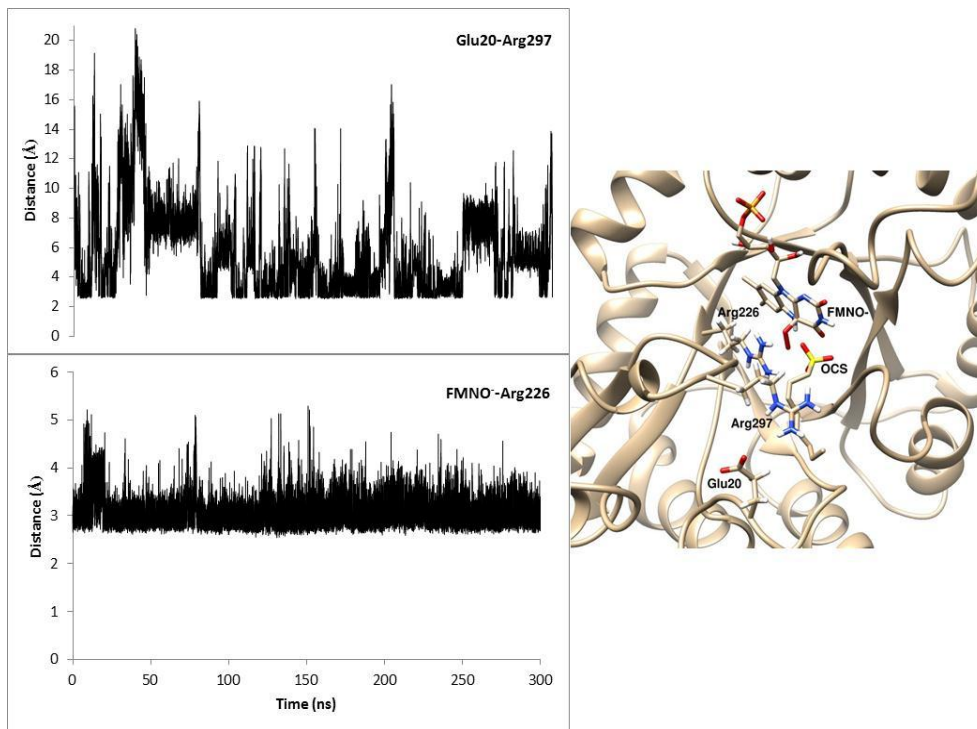 Glu20-Arg297
Distance (Å)
20
18
16
14
12
10
8
6
4
2
0
FMNO⁻-Arg226
Distance (Å)
6
5
4
3
2
1
0
0 50 100 150 200 250 300
Time (ns)
Arg226
FMNO-
OCS
Arg297
Glu20